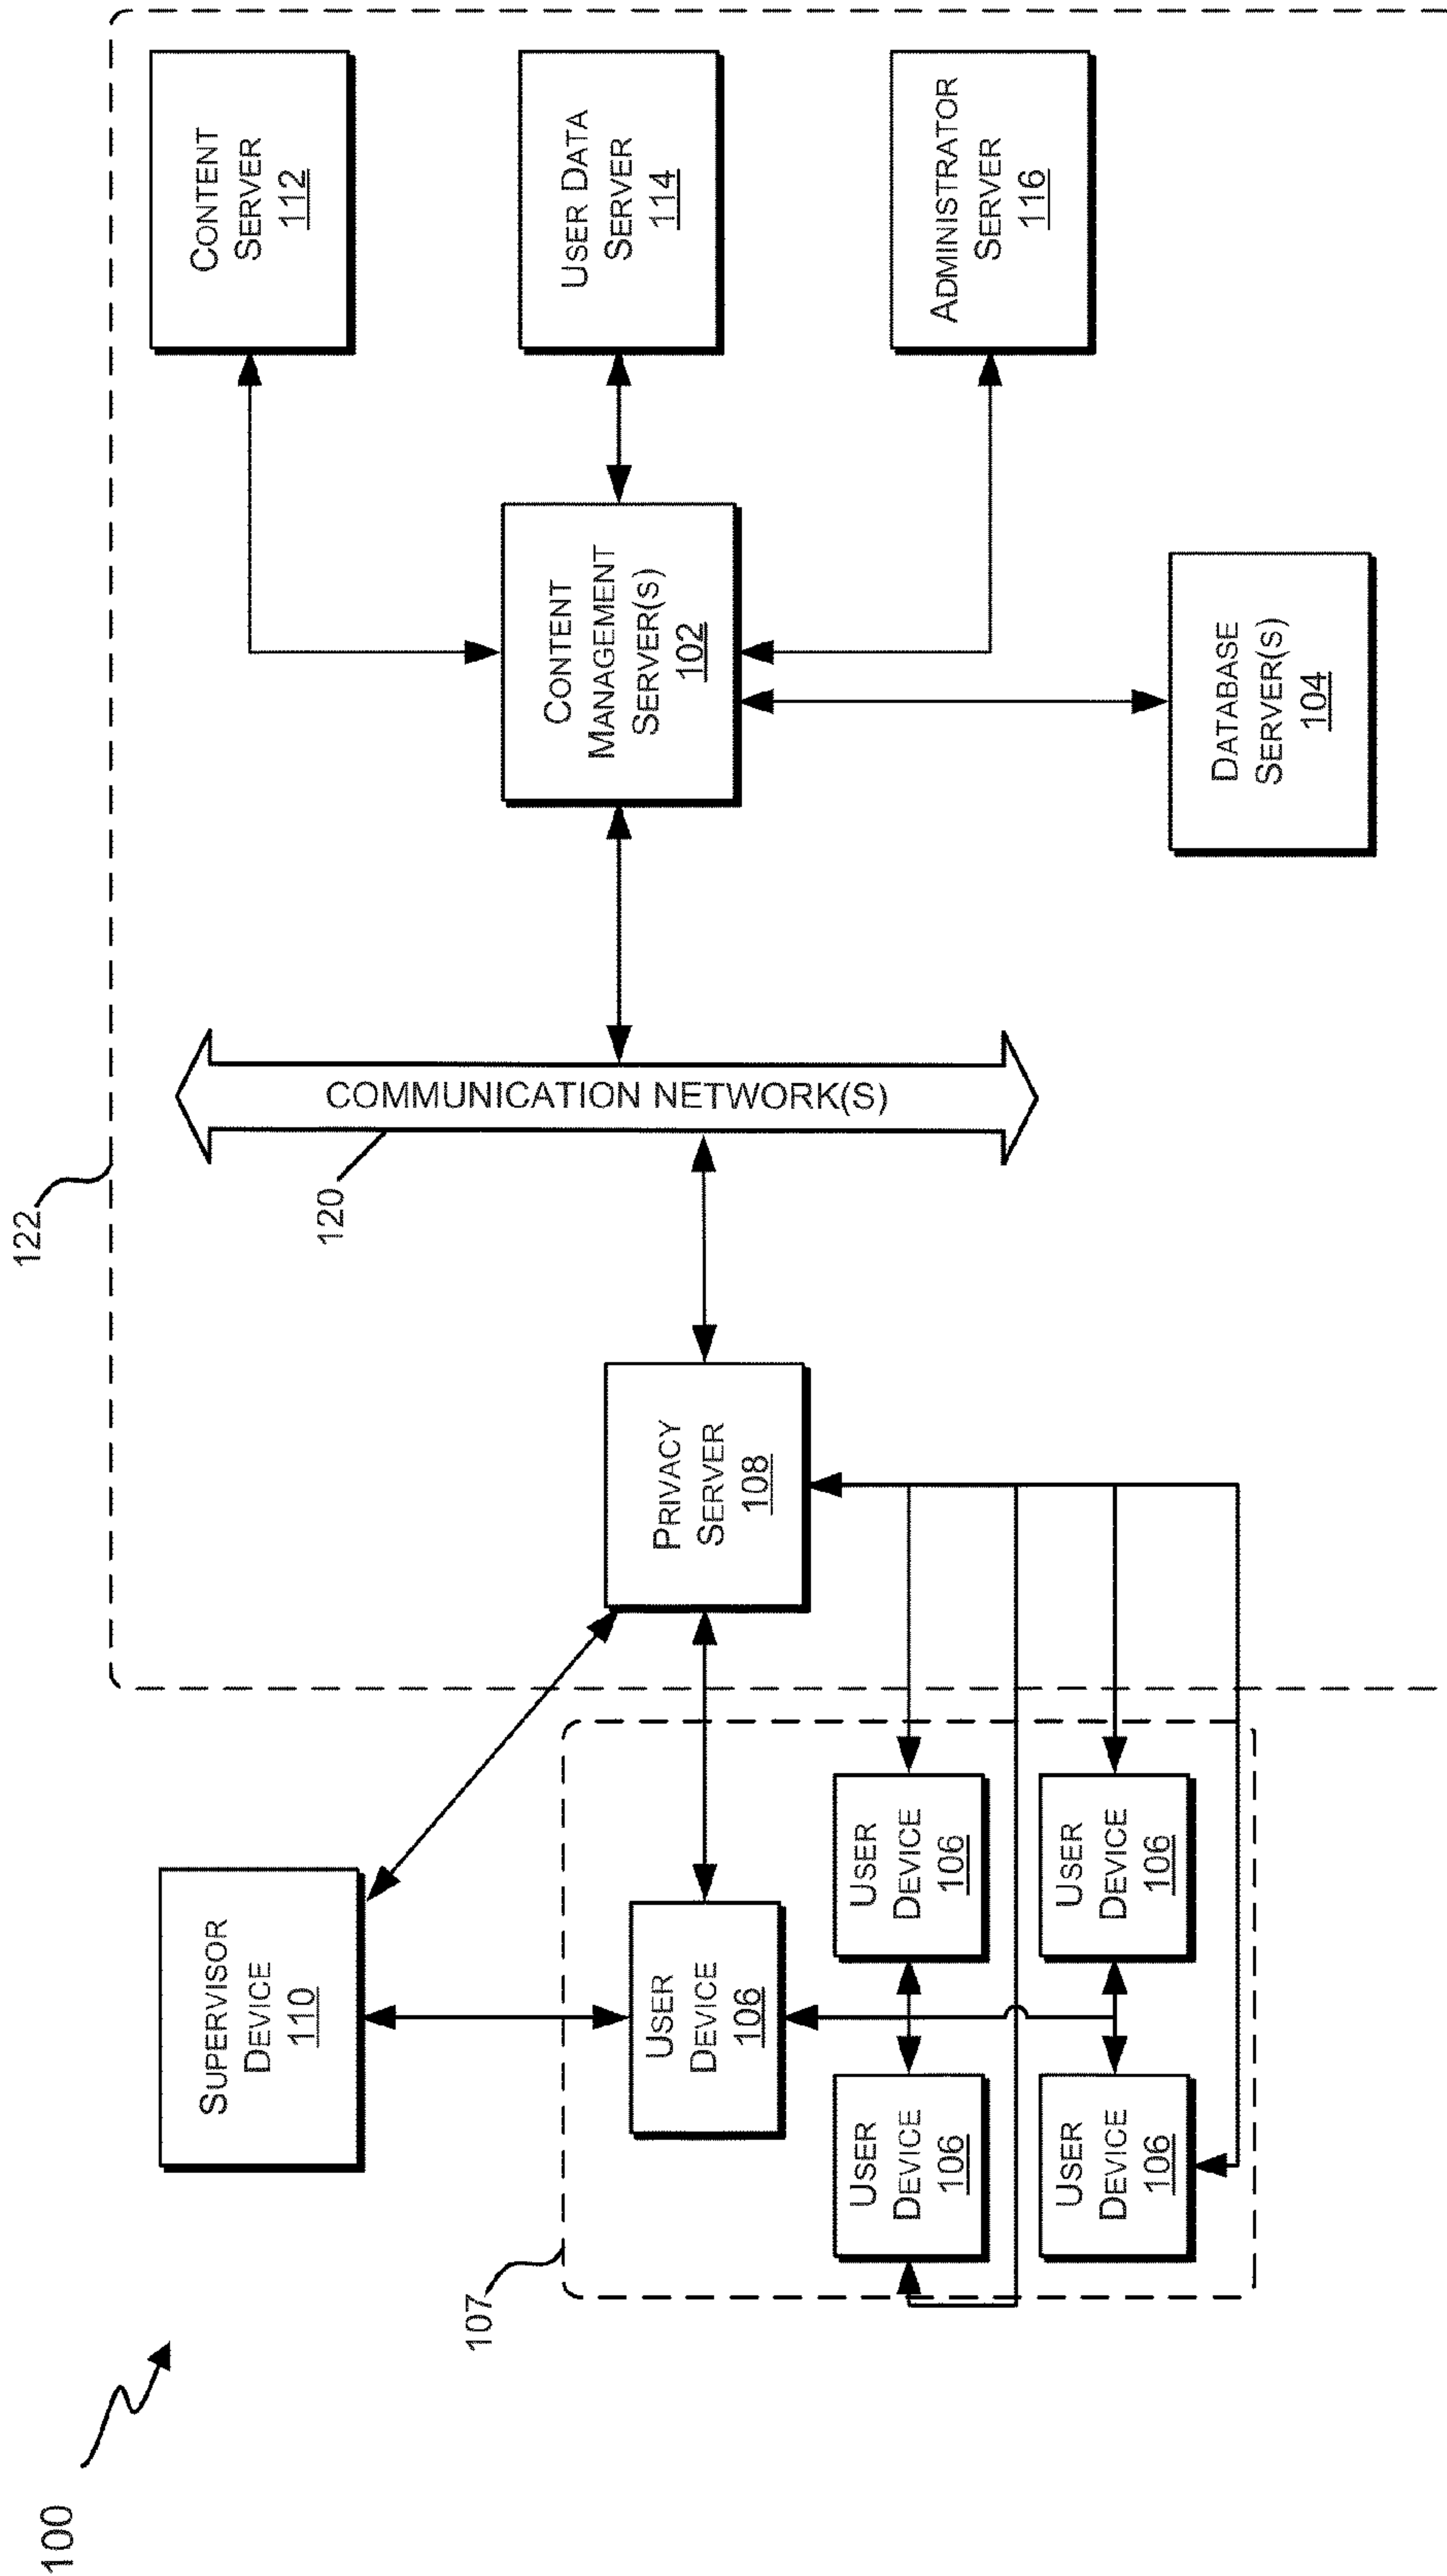 100
122
107
SUPERVISOR
DEVICE
110
USER
DEVICE
106
USER
DEVICE
106
USER
DEVICE
106
USER
DEVICE
106
USER
DEVICE
106
PRIVACY
SERVER
108
COMMUNICATION NETWORK(S)
120
CONTENT
MANAGEMENT
SERVER(S)
102
CONTENT
SERVER
112
USER DATA
SERVER
114
ADMINISTRATOR
SERVER
116
DATABASE
SERVER(S)
104